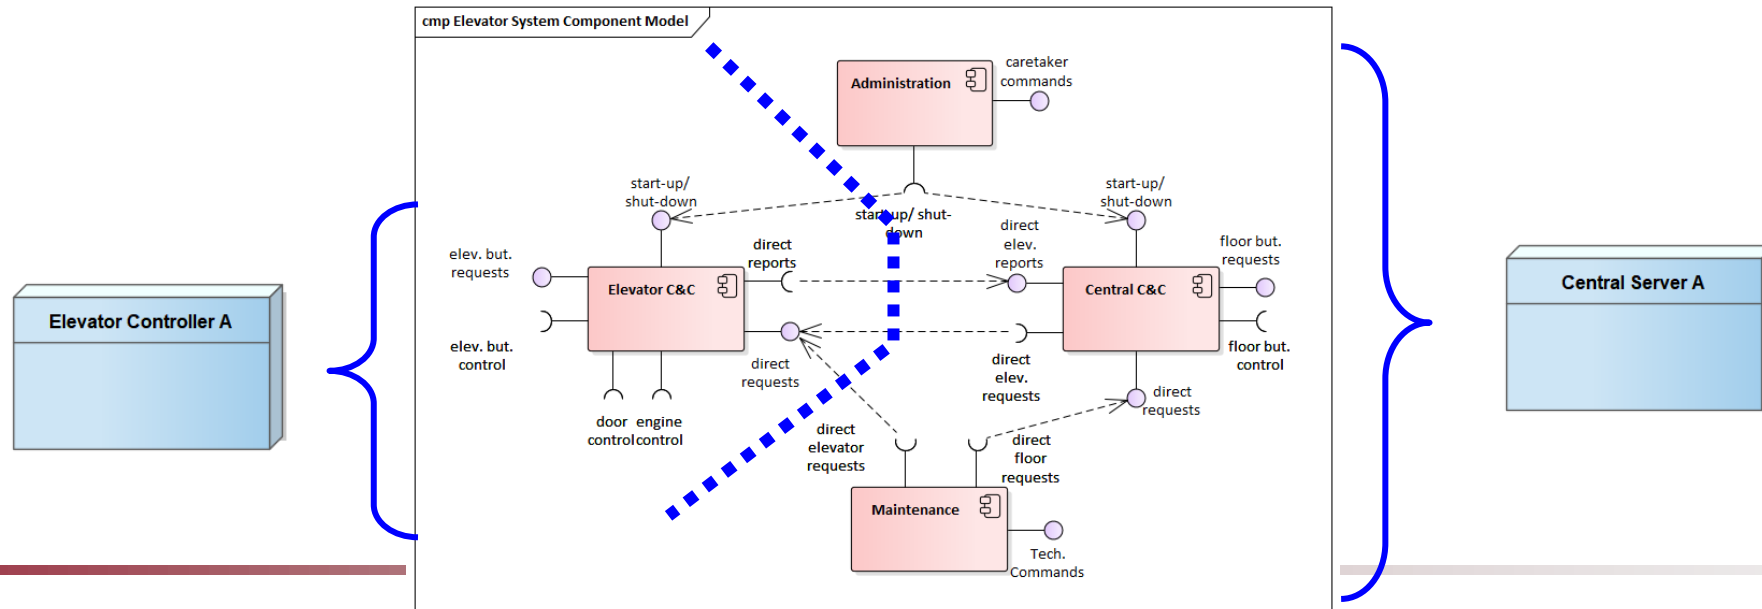 cmp Elevator System Component Model
caretaker
commands
Administration
start-up/
shut-down
start-up/ shut-
down
start-up/
shut-down
elev. but.
requests
direct
reports
direct
elev.
reports
floor but.
requests
Elevator C&C
Central C&C
Elevator Controller A
Central Server A
elev. but.
control
direct
requests
direct
elev.
requests
floor but.
control
direct
requests
door
control
engine
control
direct
elevator
requests
direct
floor
requests
Maintenance
Tech.
Commands